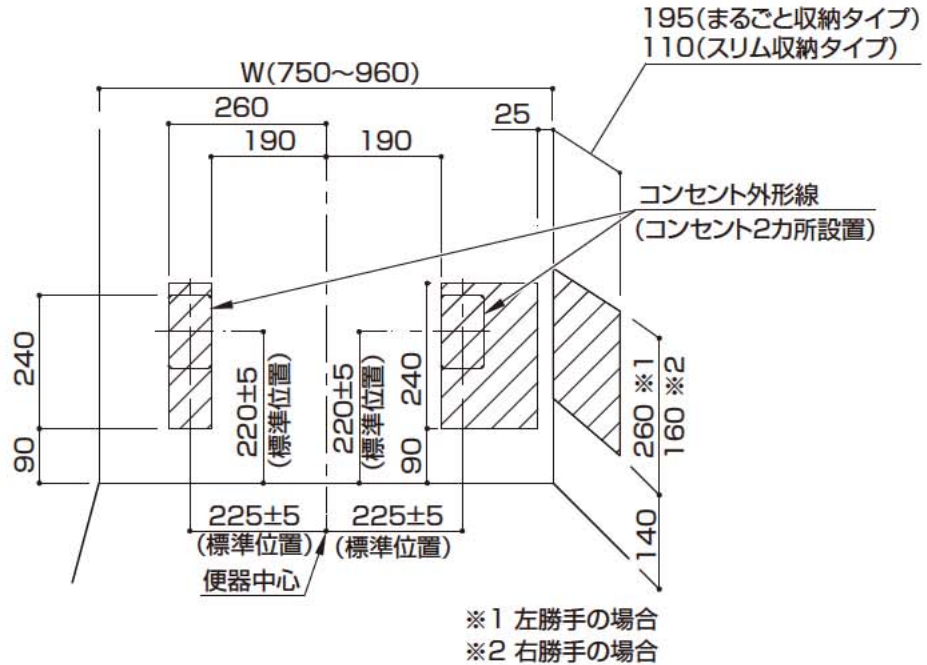 195(まるごと収納タイプ)
110(スリム収納タイプ)
W(750～960)
260
25
190
190
コンセント外形線
(コンセント2カ所設置)
240
90
220±5
(標準位置)
220±5
(標準位置)
240
90
260 ※1
160 ※2
140
225±5
(標準位置)
225±5
(標準位置)
便器中心
※1 左勝手の場合
※2 右勝手の場合